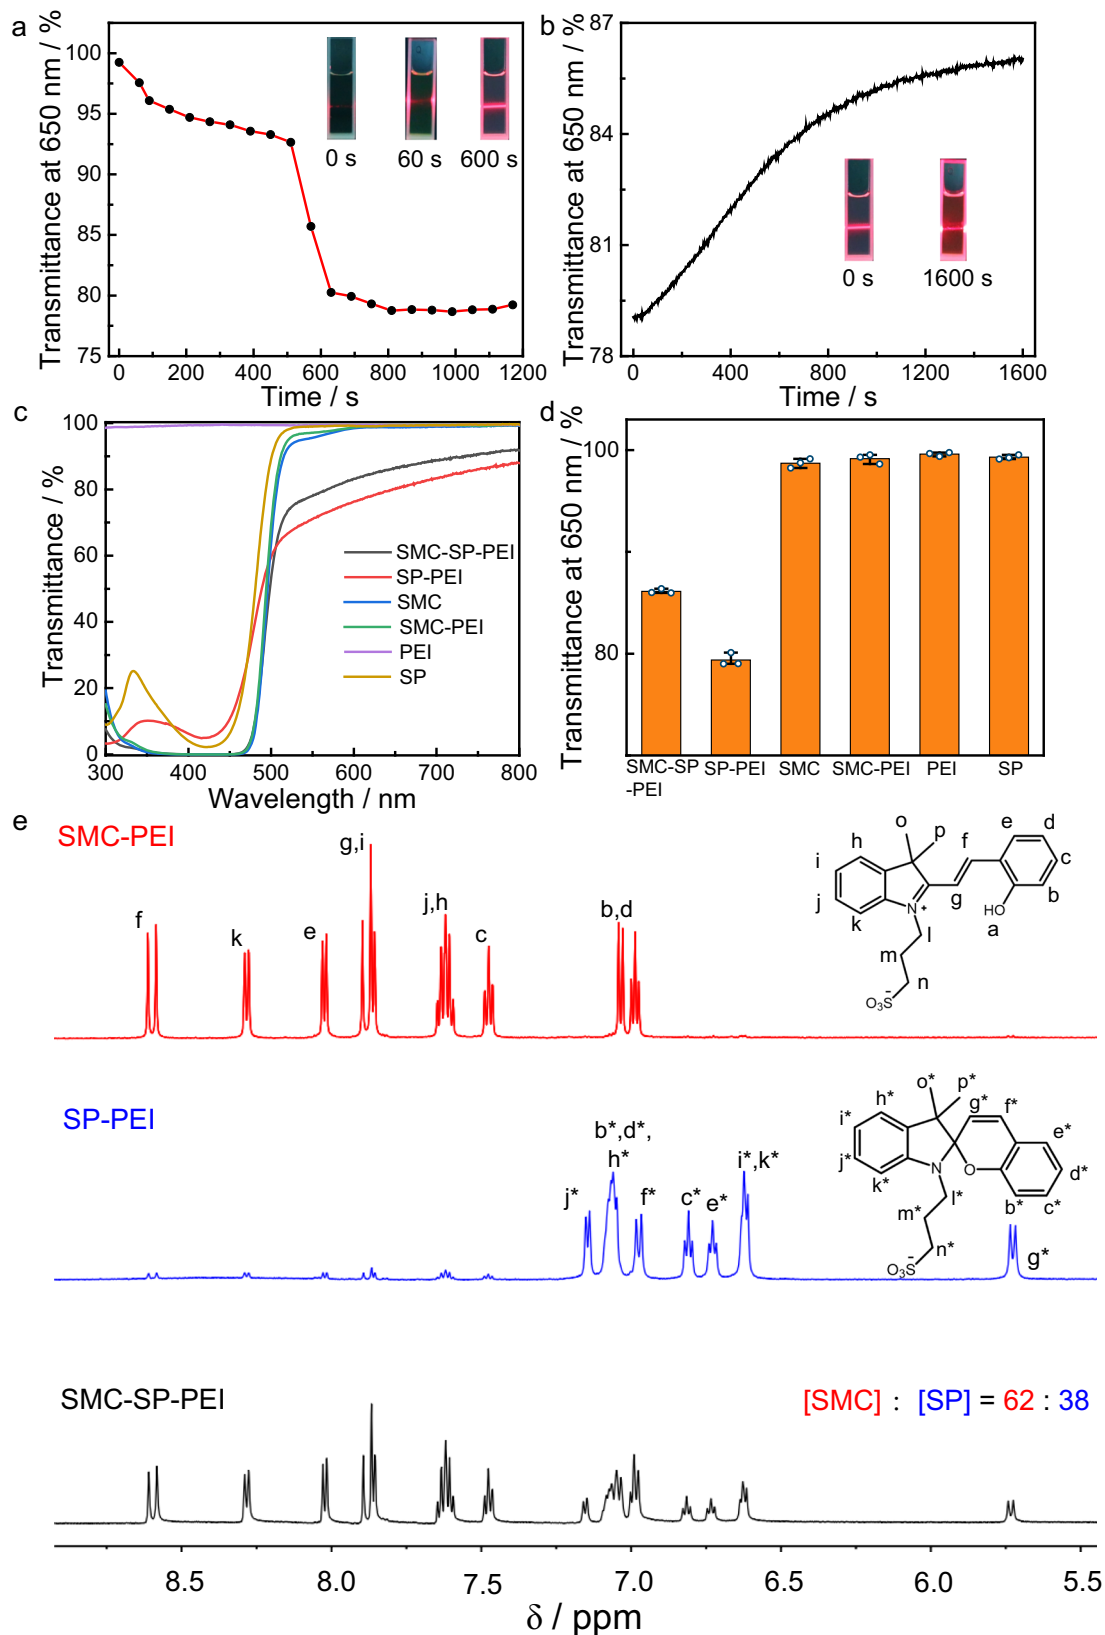 a
Transmittance at 650 nm / %
100
95
90
85
80
75
0 s
60 s
600 s
0
200
400
600
800
1000
1200
Time / s
b
Transmittance at 650 nm / %
87
85
81
78
0 s
1600 s
0
400
800
1200
1600
Time / s
c
Transmittance / %
100
80
60
40
20
0
SMC-SP-PEI
SP-PEI
SMC
SMC-PEI
PEI
SP
300
400
500
600
700
800
Wavelength / nm
d
Transmittance at 650 nm / %
100
80
SMC-SP
-PEI
SP-PEI
SMC
SMC-PEI
PEI
SP
e
SMC-PEI
f
k
e
g,i
j,h
c
b,d
o
p
h
i
j
k
f
g
e
d
c
b
HO
a
N
+
l
m
n
-
O3S
SP-PEI
j*
b*,d*,
h*
f*
c*
e*
i*,k*
g*
o*
p*
h*
g*
f*
i*
e*
j*
d*
k*
N
O
b*
c*
l*
m*
n*
-
O3S
SMC-SP-PEI
[SMC] : [SP] = 62 : 38
8.5
8.0
7.5
7.0
6.5
6.0
5.5
δ / ppm